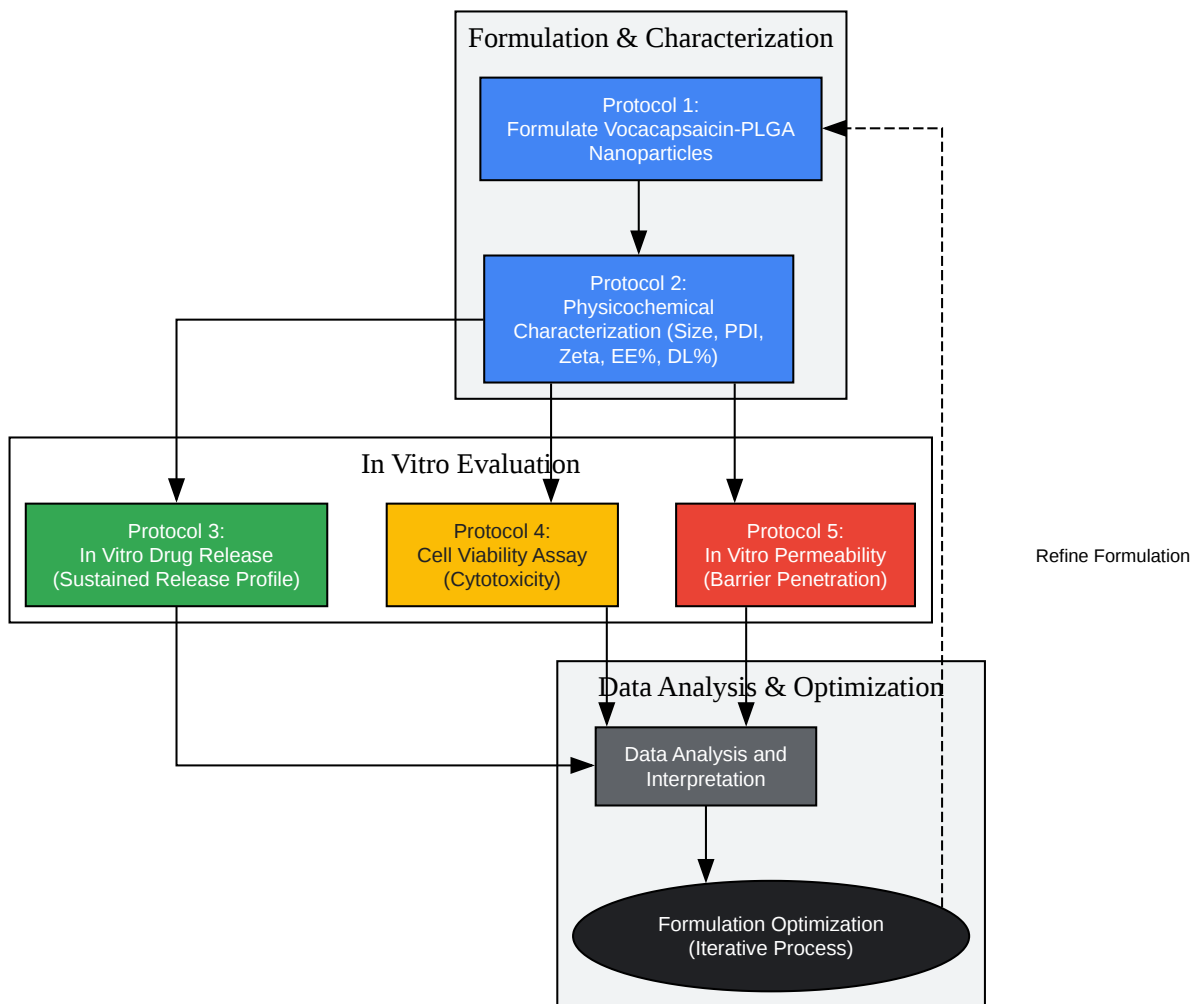 Formulation & Characterization
Protocol 1:
Formulate Vocacapsaicin-PLGA
Nanoparticles
Protocol 2:
Physicochemical
Characterization (Size, PDI,
Zeta, EE%, DL%)
In Vitro Evaluation
Protocol 3:
In Vitro Drug Release
(Sustained Release Profile)
Protocol 4:
Cell Viability Assay
(Cytotoxicity)
Protocol 5:
In Vitro Permeability
(Barrier Penetration)
Refine Formulation
Data Analysis & Optimization
Data Analysis and
Interpretation
Formulation Optimization
(Iterative Process)